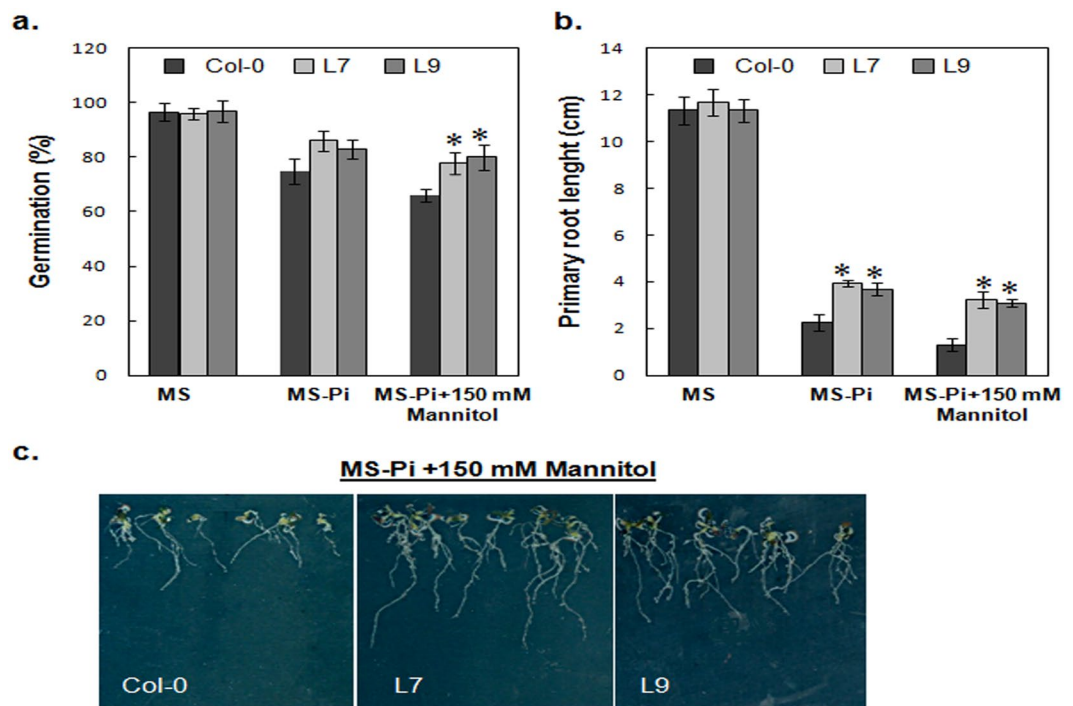 a.
120
100
80
60
40
20
0
Germination (%)
Col-0 L7 L9
* *
MS MS-Pi MS-Pi+150 mM
Mannitol
b.
14
12
10
8
6
4
2
0
Primary root lenght (cm)
Col-0 L7 L9
* * * *
MS MS-Pi MS-Pi+150 mM
Mannitol
c.
MS-Pi +150 mM Mannitol
Col-0 L7 L9